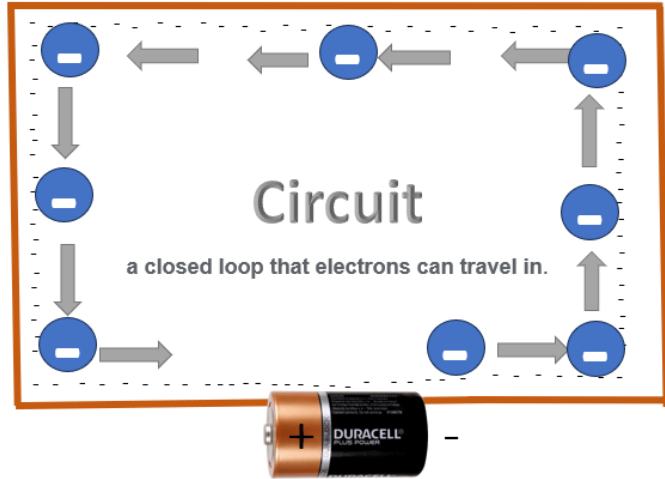 Circuit
a closed loop that electrons can travel in.
+ DURACELL® -
PLUS POWER